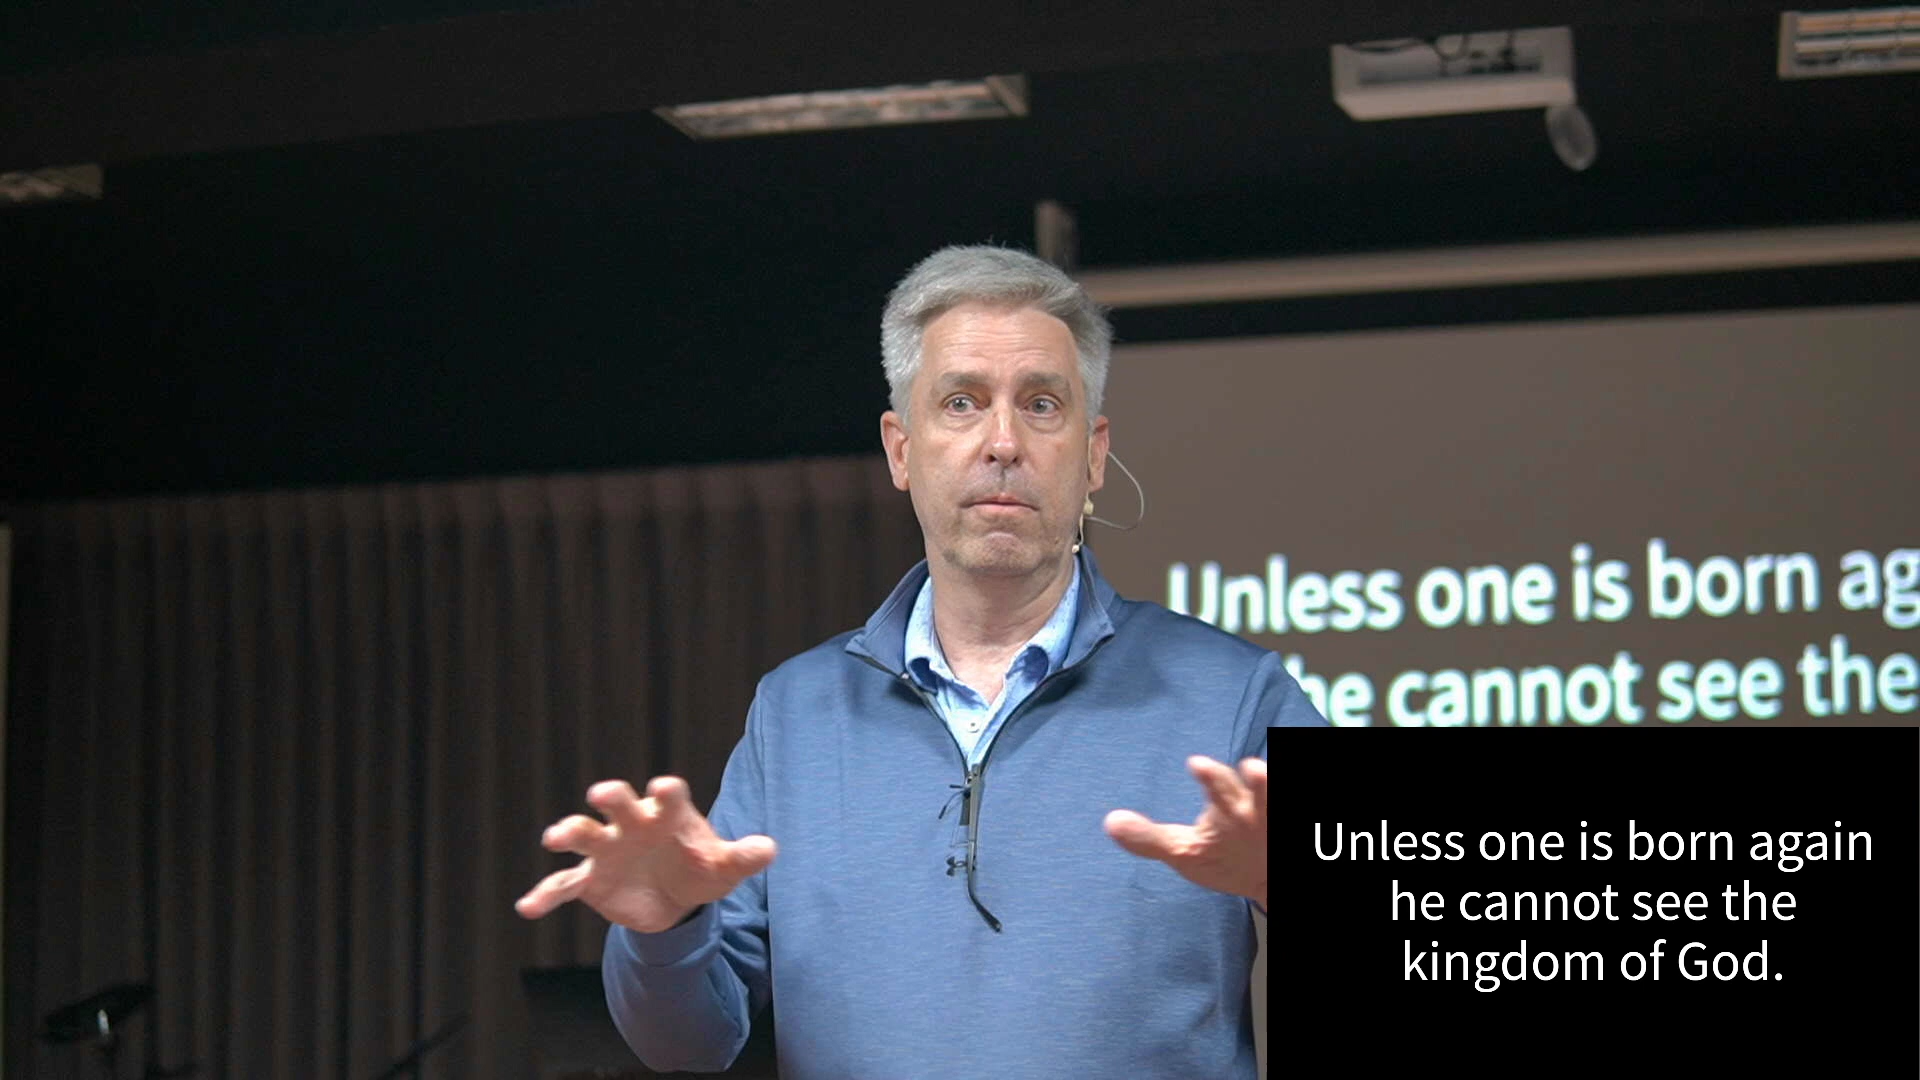 Unless one is born ag
he cannot see the
Unless one is born again
he cannot see the
kingdom of God.